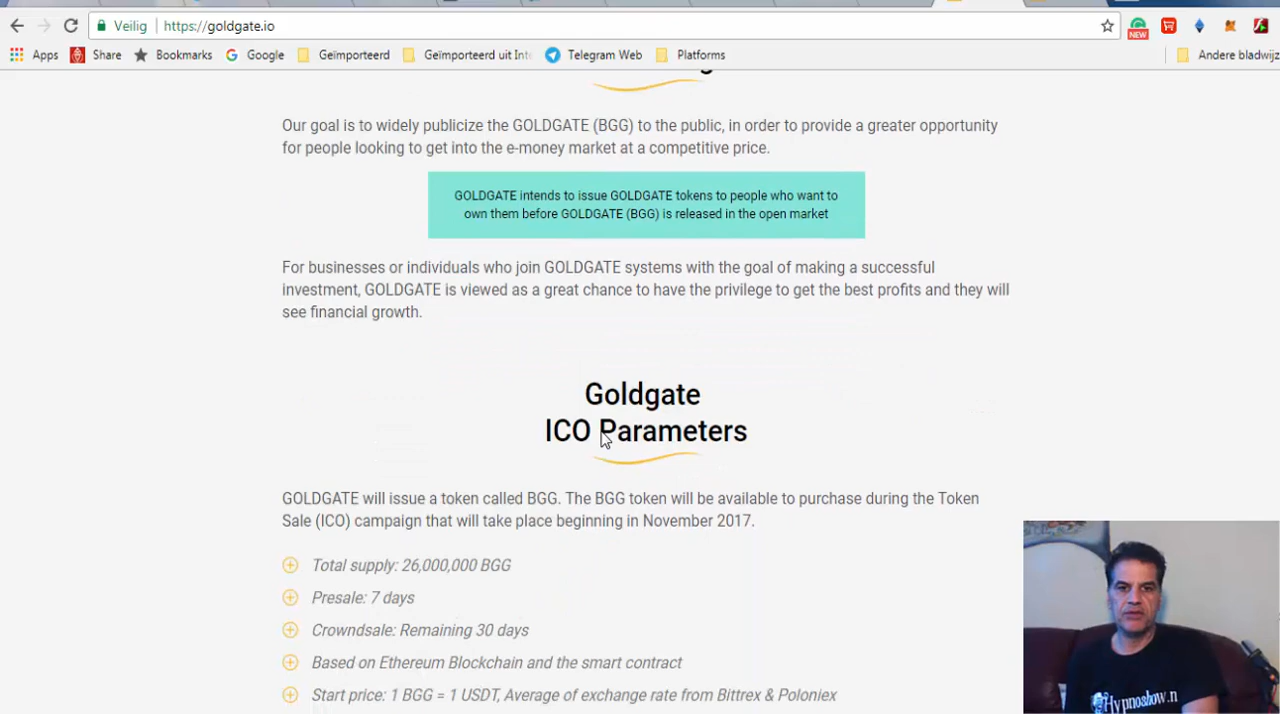 Veilig
https://goldgate.io
NEW
Apps
Share
Bookmarks
Google
Geïmporteerd
Geïmporteerd uit Inte
Telegram Web
Platforms
Andere bladwijz
Our goal is to widely publicize the GOLDGATE (BGG) to the public, in order to provide a greater opportunity
for people looking to get into the e-money market at a competitive price.
GOLDGATE intends to issue GOLDGATE tokens to people who want to
own them before GOLDGATE (BGG) is released in the open market
For businesses or individuals who join GOLDGATE systems with the goal of making a successful
investment, GOLDGATE is viewed as a great chance to have the privilege to get the best profits and they will
see financial growth.
Goldgate
ICO Parameters
GOLDGATE will issue a token called BGG. The BGG token will be available to purchase during the Token
Sale (ICO) campaign that will take place beginning in November 2017.
Total supply: 26,000,000 BGG
Presale: 7 days
Crowndsale: Remaining 30 days
Based on Ethereum Blockchain and the smart contract
Start price: 1 BGG = 1 USDT, Average of exchange rate from Bittrex & Poloniex
Hypnoshow.n